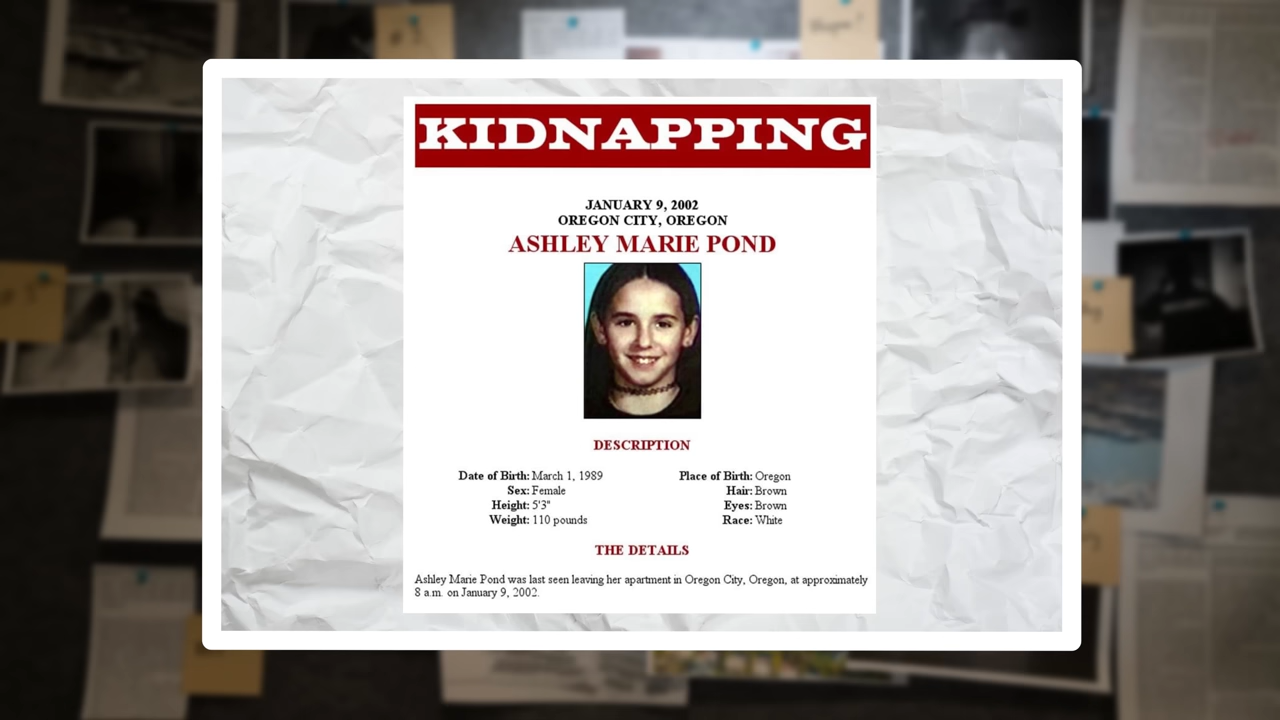 KIDNAPPING
JANUARY 9, 2002
OREGON CITY, OREGON
ASHLEY MARIE POND
DESCRIPTION
Date of Birth: March 1, 1989
Sex: Female
Height: 5'3"
Weight: 110 pounds
Place of Birth: Oregon
Hair: Brown
Eyes: Brown
Race: White
THE DETAILS
Ashley Marie Pond was last seen leaving her apartment in Oregon City, Oregon, at approximately
8 a.m. on January 9, 2002.